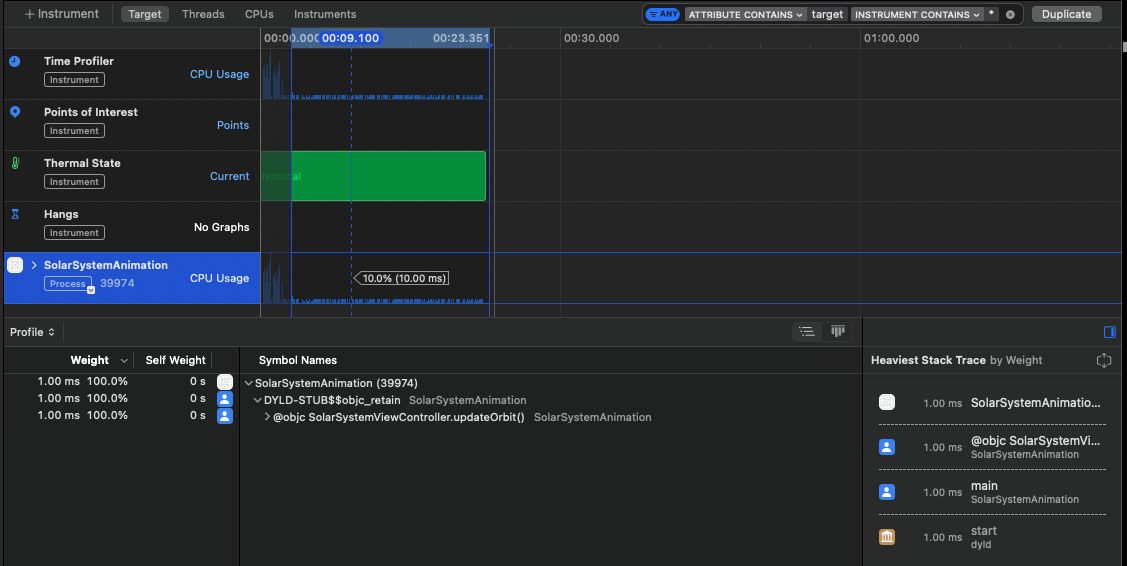 + Instrument Target Threads CPUs Instruments ANY ATTRIBUTE CONTAINS target INSTRUMENT CONTAINS * Duplicate
00:00.000 00:09.100 00:23.351 00:30.000 01:00.000
Time Profiler
Instrument
CPU Usage
Points of Interest
Instrument
Points
Thermal State
Instrument
Current
Nominal
Hangs
Instrument
No Graphs
SolarSystemAnimation
Process 39974
CPU Usage
10.0% (10.00 ms)
Profile
Weight Self Weight Symbol Names
1.00 ms 100.0% 0 s SolarSystemAnimation (39974)
1.00 ms 100.0% 0 s DYLD-STUB$$objc_retain SolarSystemAnimation
1.00 ms 100.0% 0 s @objc SolarSystemViewController.updateOrbit() SolarSystemAnimation
Heaviest Stack Trace by Weight
1.00 ms SolarSystemAnimatio...
1.00 ms @objc SolarSystemVi...
SolarSystemAnimation
1.00 ms main
SolarSystemAnimation
1.00 ms start
dyld